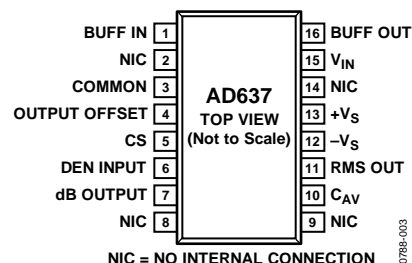 BUFF IN 1
NIC 2
COMMON 3
OUTPUT OFFSET 4
CS 5
DEN INPUT 6
dB OUTPUT 7
NIC 8
AD637
TOP VIEW
(Not to Scale)
16 BUFF OUT
15 VIN
14 NIC
13 +VS
12 –VS
11 RMS OUT
10 CAV
9 NIC
NIC = NO INTERNAL CONNECTION
0788-003